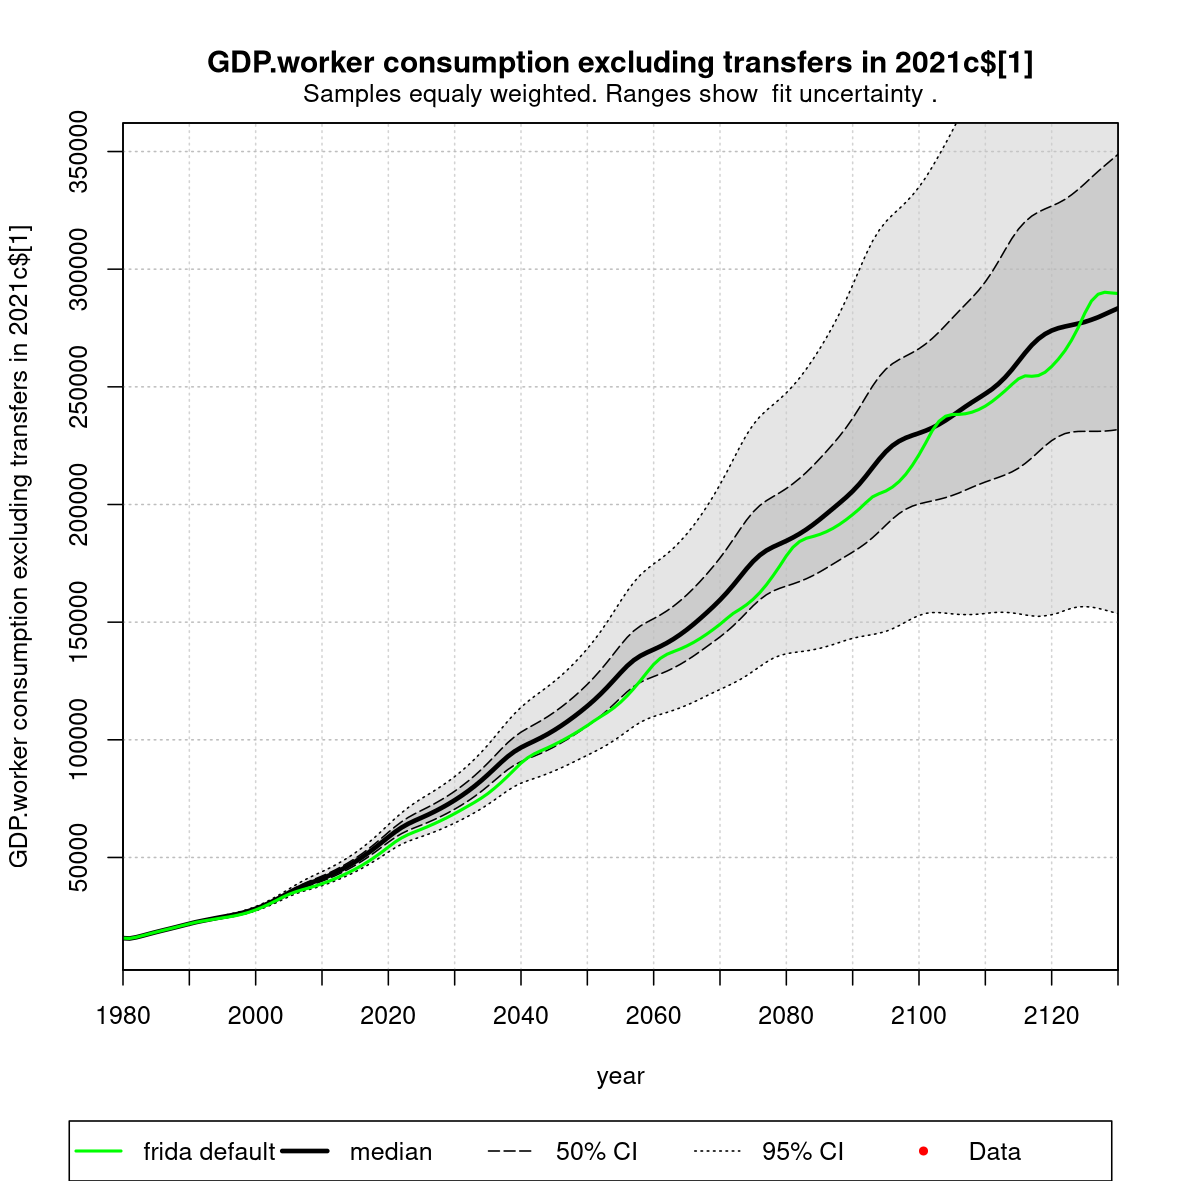 GDP.worker consumption excluding transfers in 2021c$[1]
Samples equaly weighted. Ranges show  fit uncertainty .
GDP.worker consumption excluding transfers in 2021c$[1]
350000
300000
250000
200000
150000
100000
50000
1980 2000 2020 2040 2060 2080 2100 2120
year
frida default median 50% CI 95% CI Data